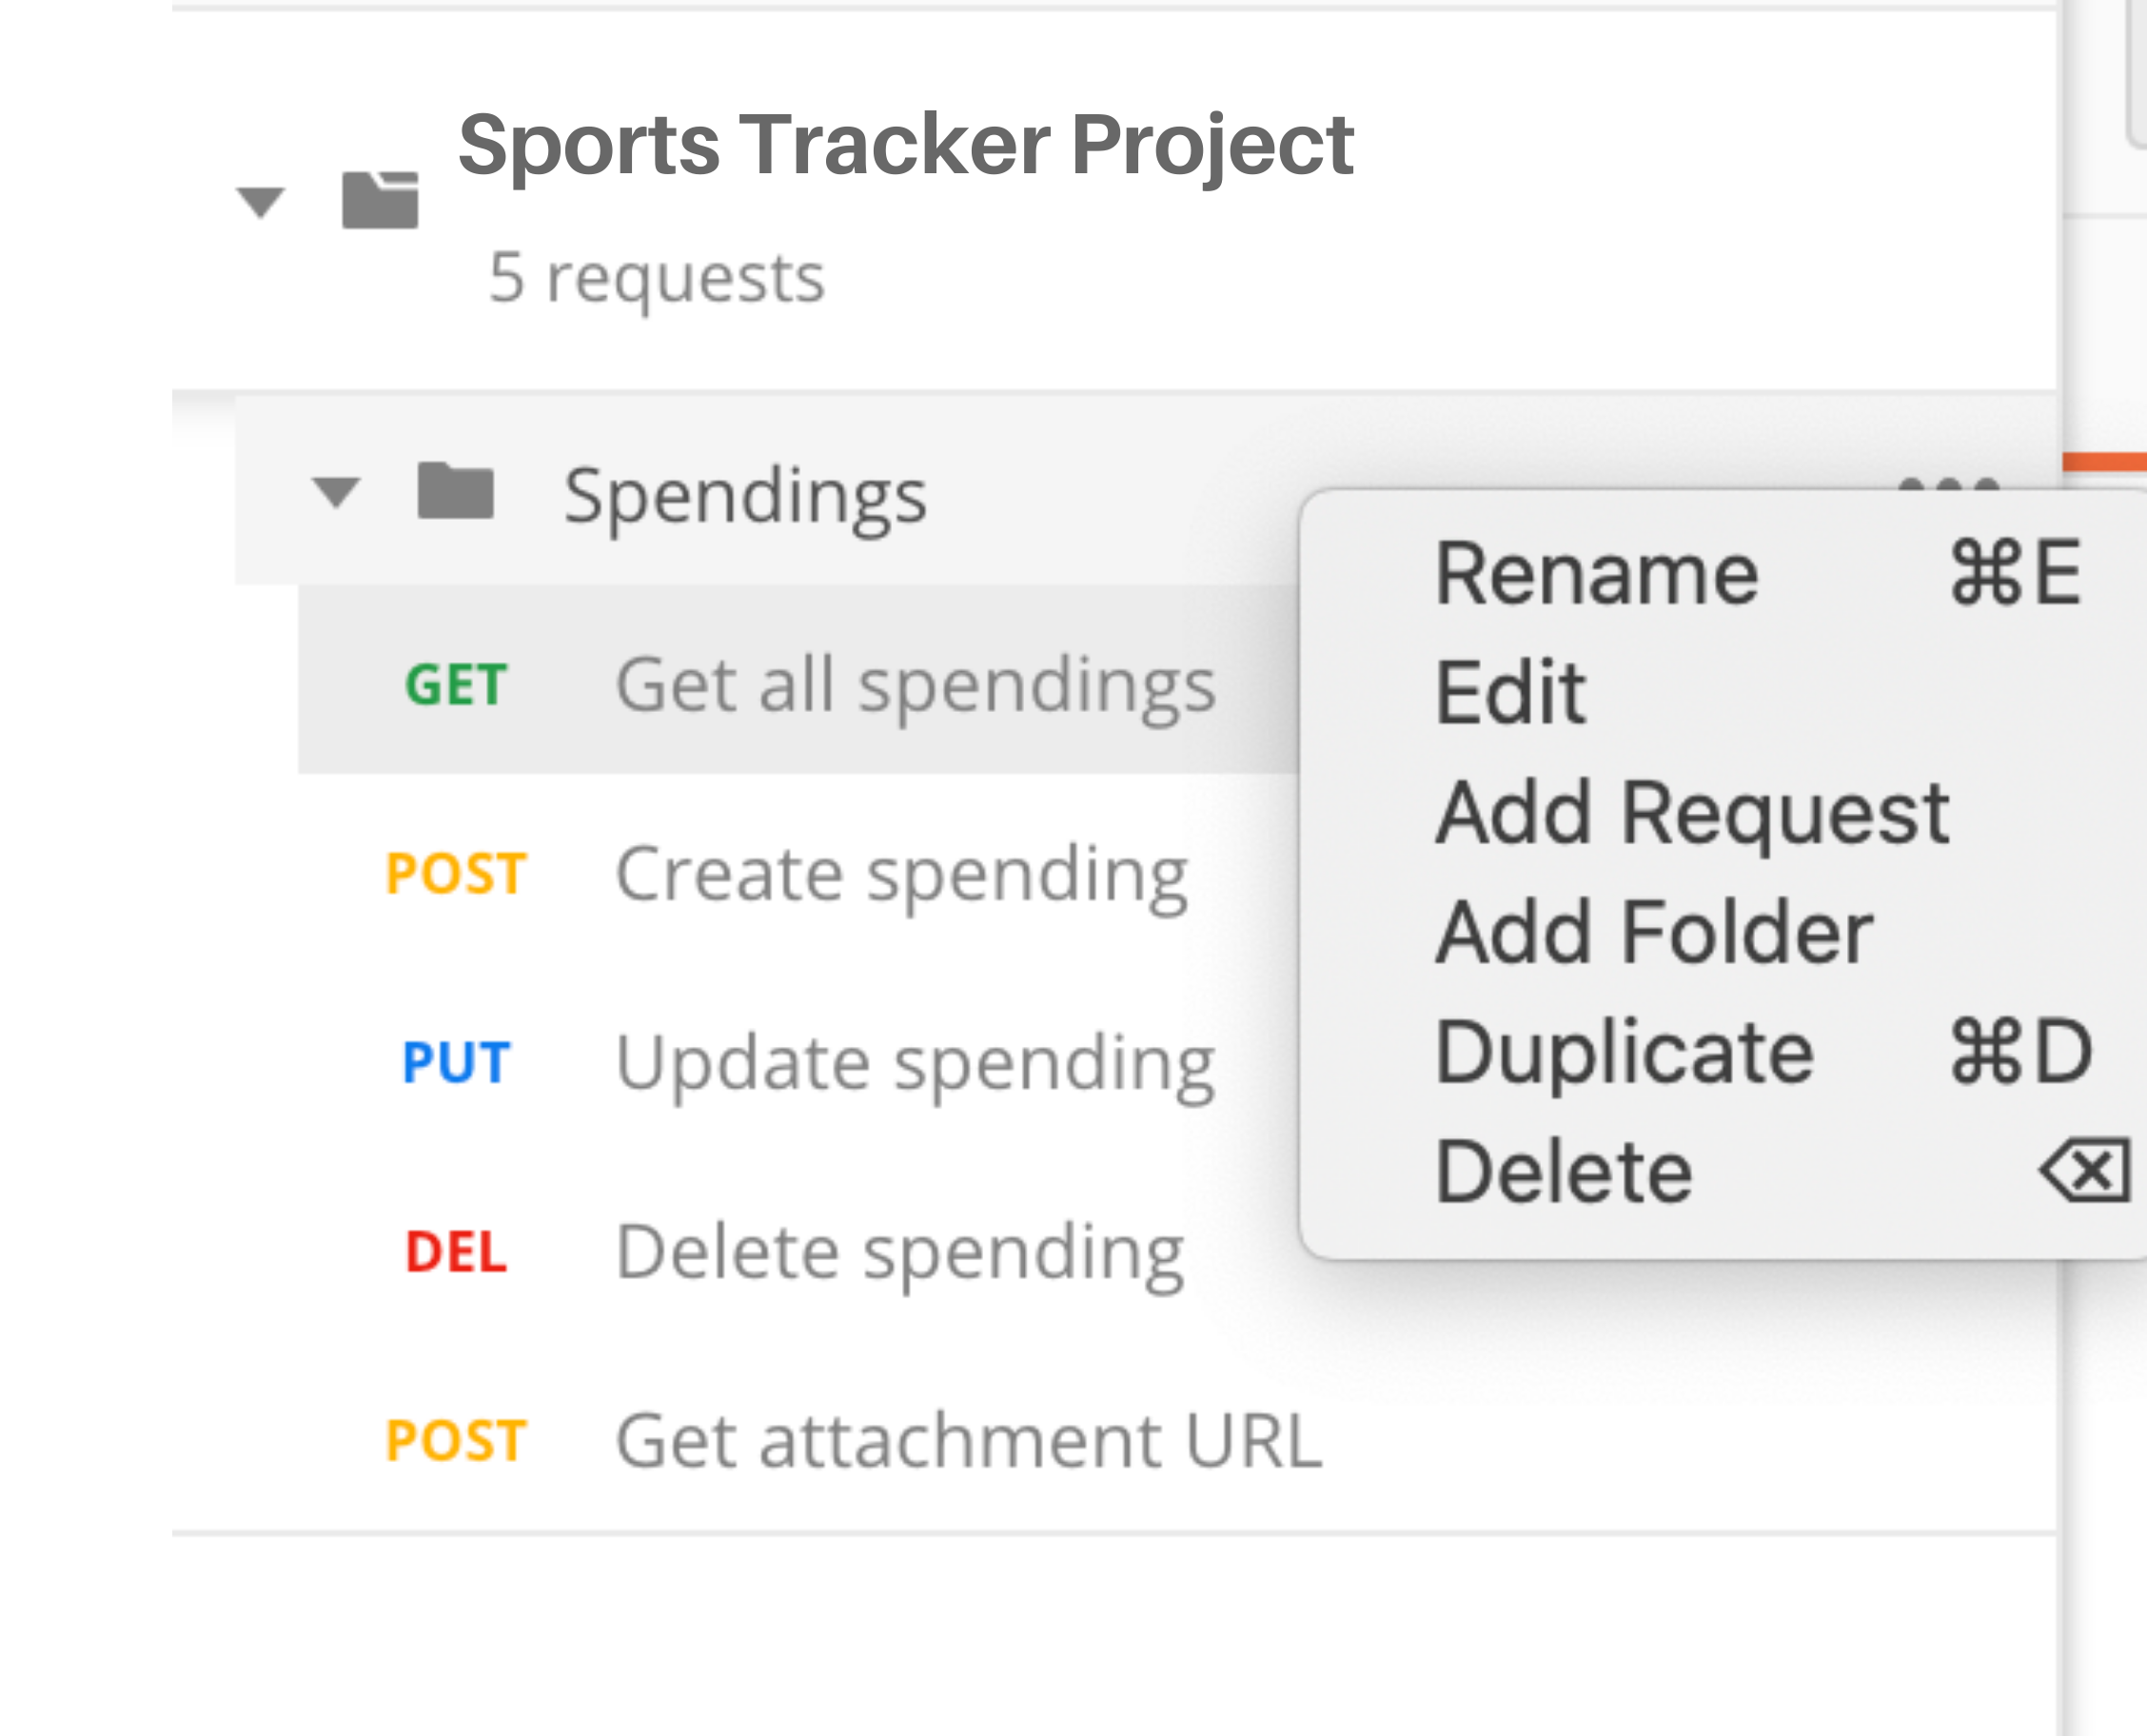 Sports Tracker Project
5 requests
Spendings
GET Get all spendings
POST Create spending
PUT Update spending
DEL Delete spending
POST Get attachment URL
Rename ⌘E
Edit
Add Request
Add Folder
Duplicate ⌘D
Delete ⌫